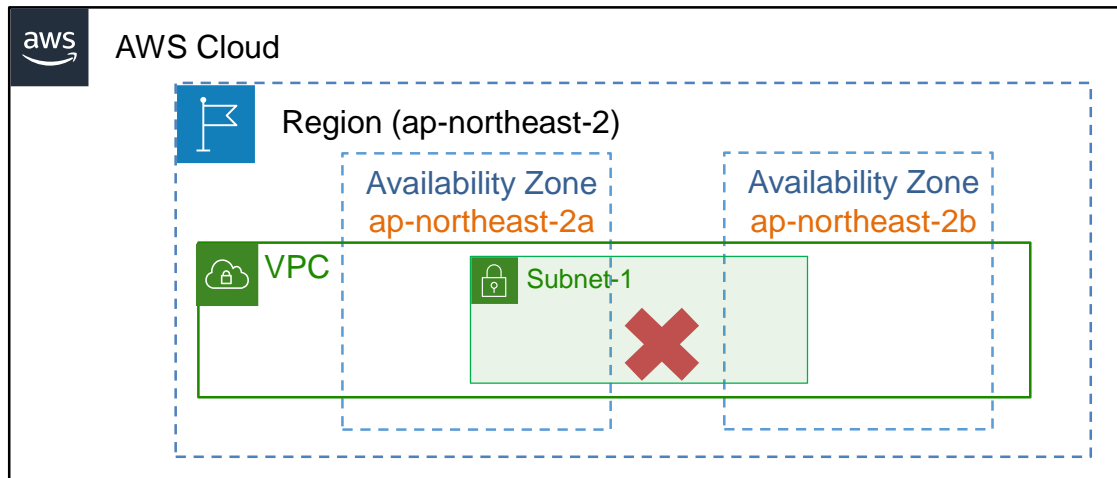 aws
AWS Cloud
Region (ap-northeast-2)
Availability Zone
ap-northeast-2a
Availability Zone
ap-northeast-2b
VPC
Subnet-1